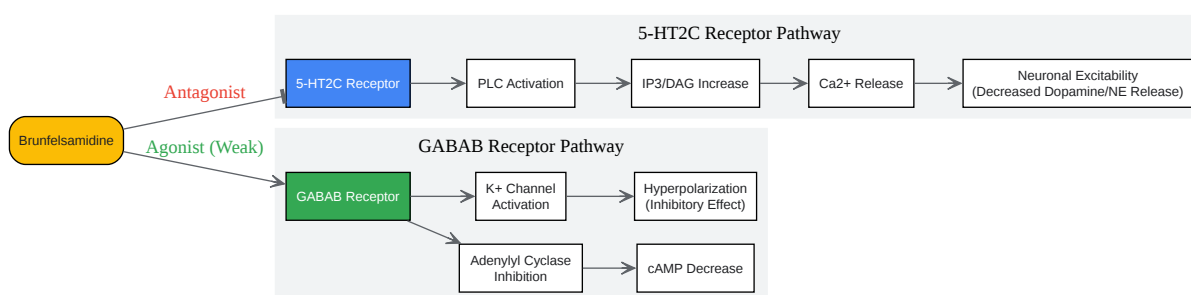 5-HT2C Receptor Pathway
Antagonist
5-HT2C Receptor
PLC Activation
IP3/DAG Increase
Ca2+ Release
Neuronal Excitability
(Decreased Dopamine/NE Release)
Brunfelsamidine
Agonist (Weak)
GABAB Receptor Pathway
GABAB Receptor
K+ Channel
Activation
Hyperpolarization
(Inhibitory Effect)
Adenylyl Cyclase
Inhibition
cAMP Decrease